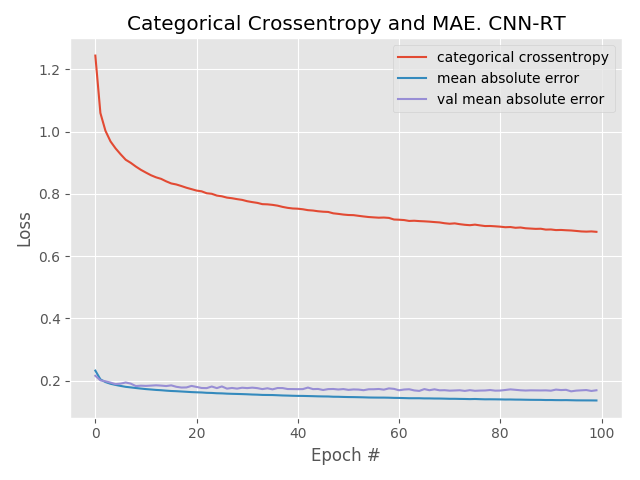 Categorical Crossentropy and MAE. CNN-RT
categorical crossentropy
mean absolute error
val mean absolute error
1.2
1.0
0.8
0.6
0.4
0.2
Loss
0 20 40 60 80 100
Epoch #